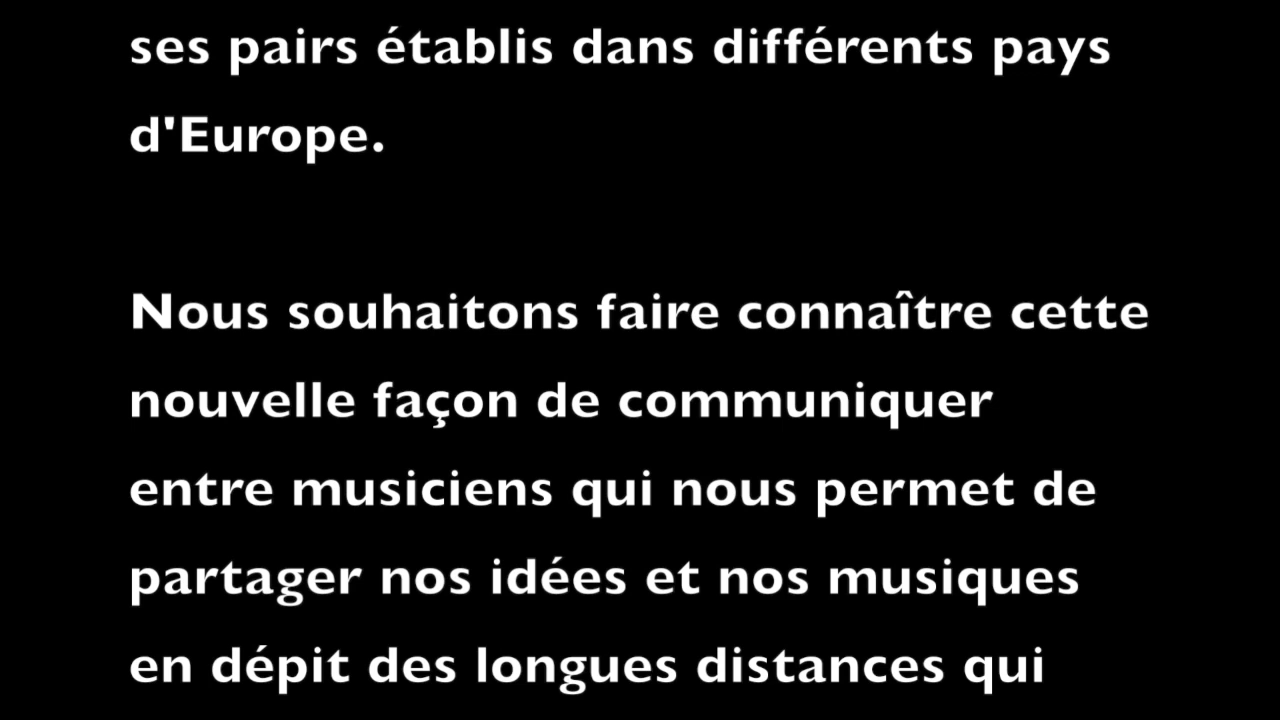 ses pairs établis dans différents pays
d'Europe.
Nous souhaitons faire connaître cette
nouvelle façon de communiquer
entre musiciens qui nous permet de
partager nos idées et nos musiques
en dépit des longues distances qui